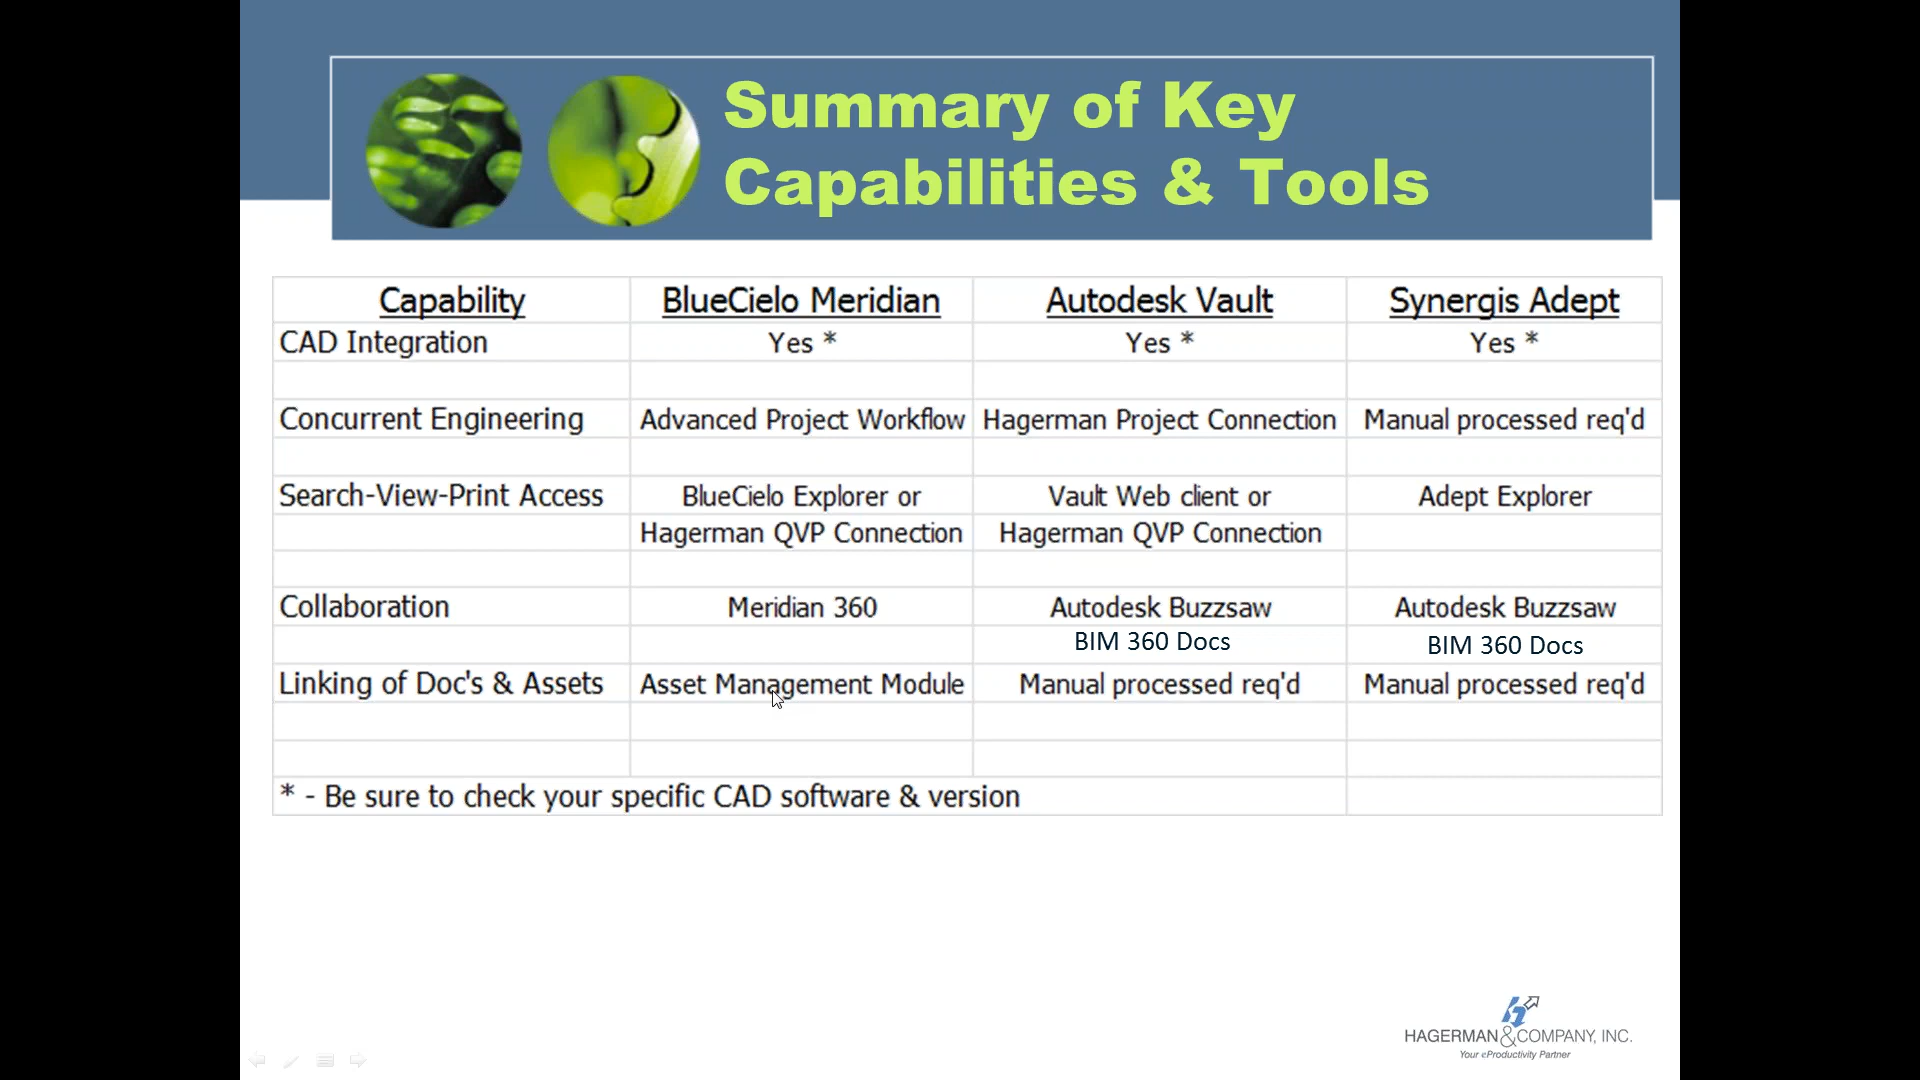 Summary of Key
Capabilities & Tools
Capability BlueCielo Meridian Autodesk Vault Synergis Adept
CAD Integration Yes * Yes * Yes *
Concurrent Engineering Advanced Project Workflow Hagerman Project Connection Manual processed req'd
Search-View-Print Access BlueCielo Explorer or Vault Web client or Adept Explorer
Hagerman QVP Connection Hagerman QVP Connection
Collaboration Meridian 360 Autodesk Buzzsaw Autodesk Buzzsaw
BIM 360 Docs BIM 360 Docs
Linking of Doc's & Assets Asset Management Module Manual processed req'd Manual processed req'd
* - Be sure to check your specific CAD software & version
HAGERMAN & COMPANY, INC.
Your eProductivity Partner